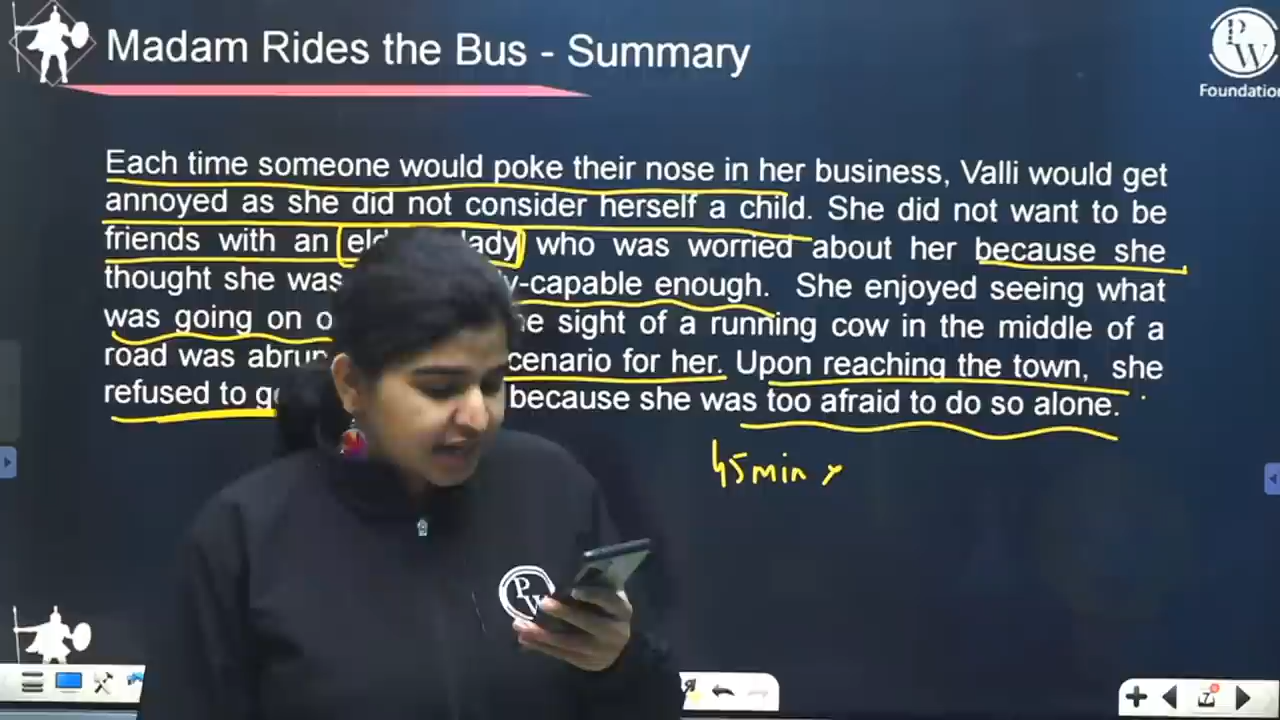 Madam Rides the Bus - Summary
PW
Foundation
Each time someone would poke their nose in her business, Valli would get
annoyed as she did not consider herself a child. She did not want to be
friends with an lady who was worried about her because she
thought she was y-capable enough. She enjoyed seeing what
was going on o e sight of a running cow in the middle of a
road was abrup cenario for her. Upon reaching the town, she
refused to g because she was too afraid to do so alone.
45min
PW